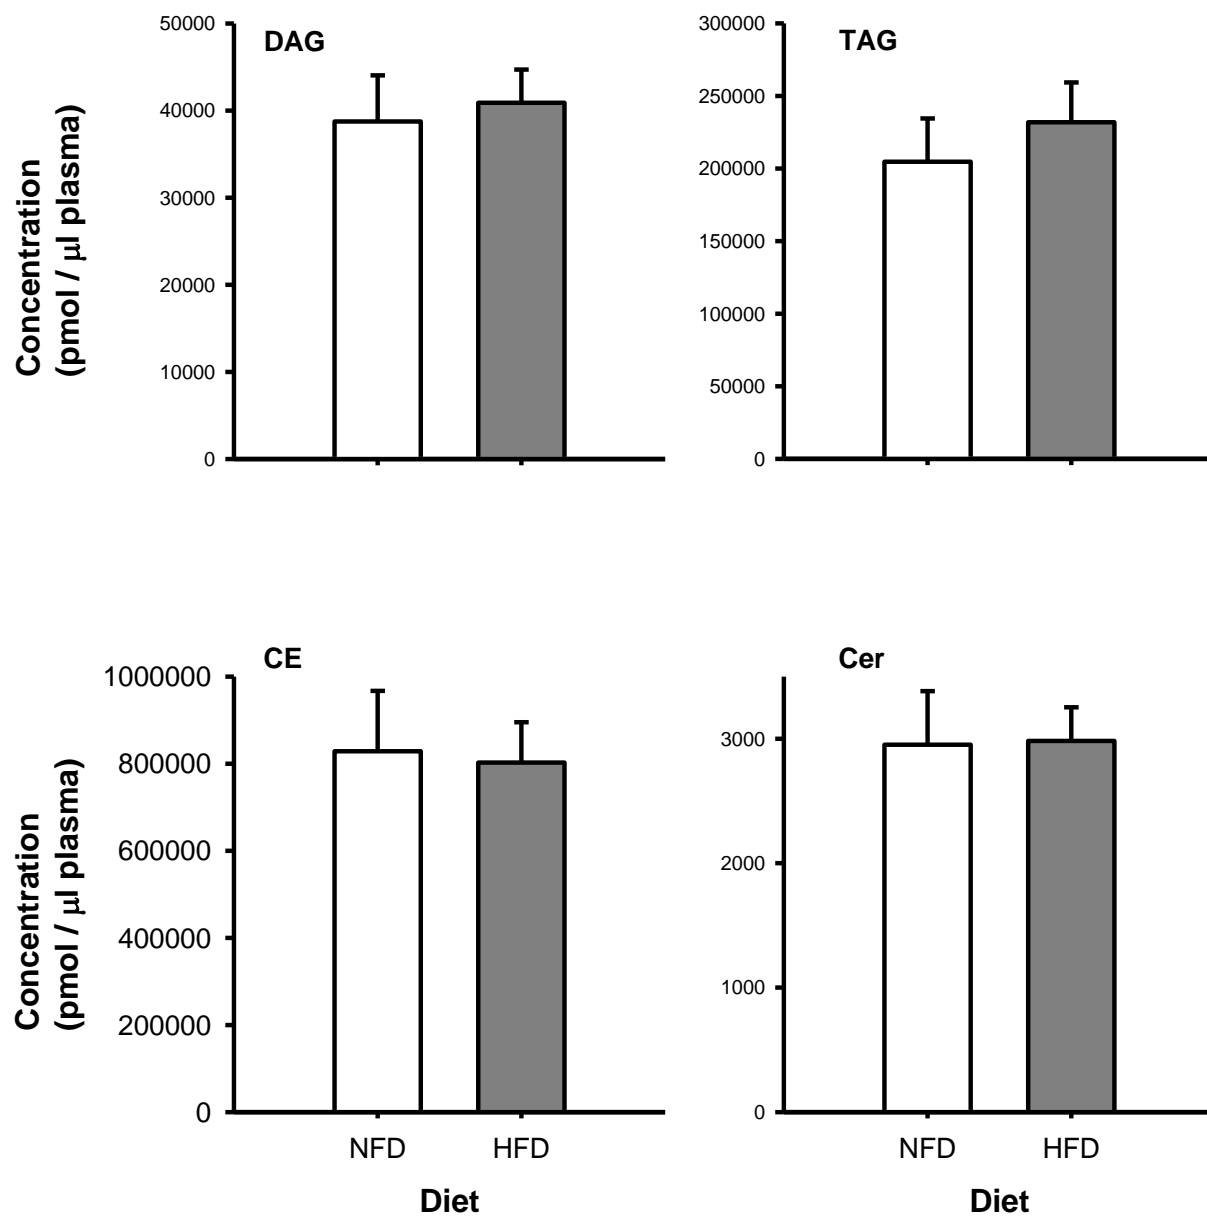 DAG
50000
40000
30000
20000
10000
0
Concentration
(pmol / μl plasma)
TAG
300000
250000
200000
150000
100000
50000
0
CE
1000000
800000
600000
400000
200000
0
Concentration
(pmol / μl plasma)
NFD HFD
Diet
Cer
3000
2000
1000
0
NFD HFD
Diet